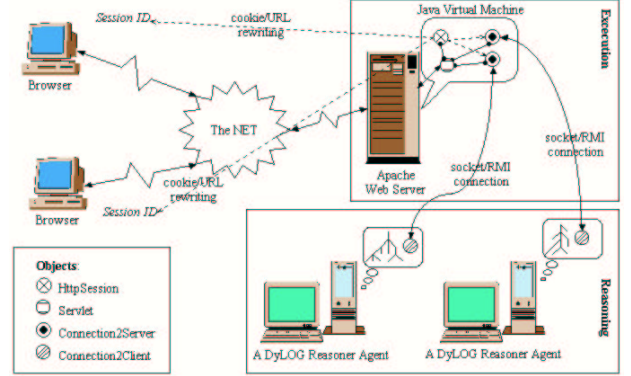 Session ID
cookie/URL
rewriting
Java Virtual Machine
Excecution
Browser
The NET
Apache
Web Server
socket/RMI
connection
socket/RMI
connection
cookie/URL
rewriting
Session ID
Browser
Objects:
HttpSession
Servlet
Connection2Server
Connection2Client
A DyLOG Reasoner Agent
A DyLOG Reasoner Agent
Reasoning